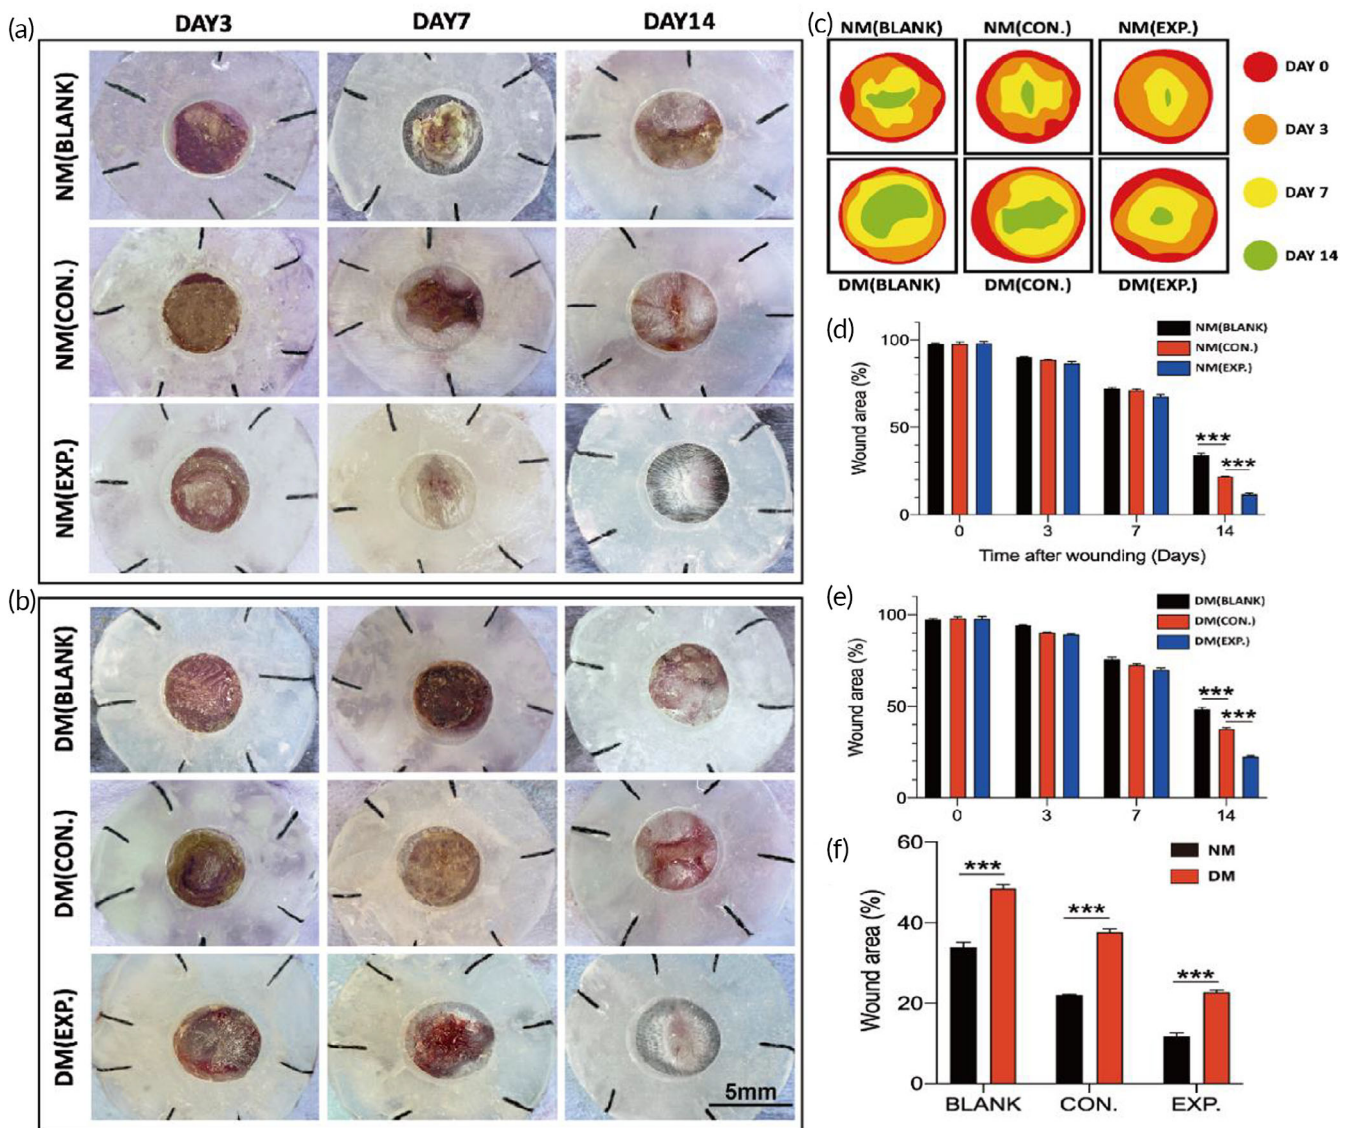 (a)
DAY3 DAY7 DAY14
NM(BLANK)
NM(CON.)
NM(EXP.)
(b)
DM(BLANK)
DM(CON.)
DM(EXP.)
5mm
(c)
NM(BLANK) NM(CON.) NM(EXP.)
DM(BLANK) DM(CON.) DM(EXP.)
DAY 0
DAY 3
DAY 7
DAY 14
(d)
NM(BLANK)
NM(CON.)
NM(EXP.)
Wound area (%)
100
50
0
*** ***
0 3 7 14
Time after wounding (Days)
(e)
DM(BLANK)
DM(CON.)
DM(EXP.)
Wound area (%)
100
50
0
*** ***
0 3 7 14
(f)
NM
DM
Wound area (%)
60
40
20
0
*** *** ***
BLANK CON. EXP.